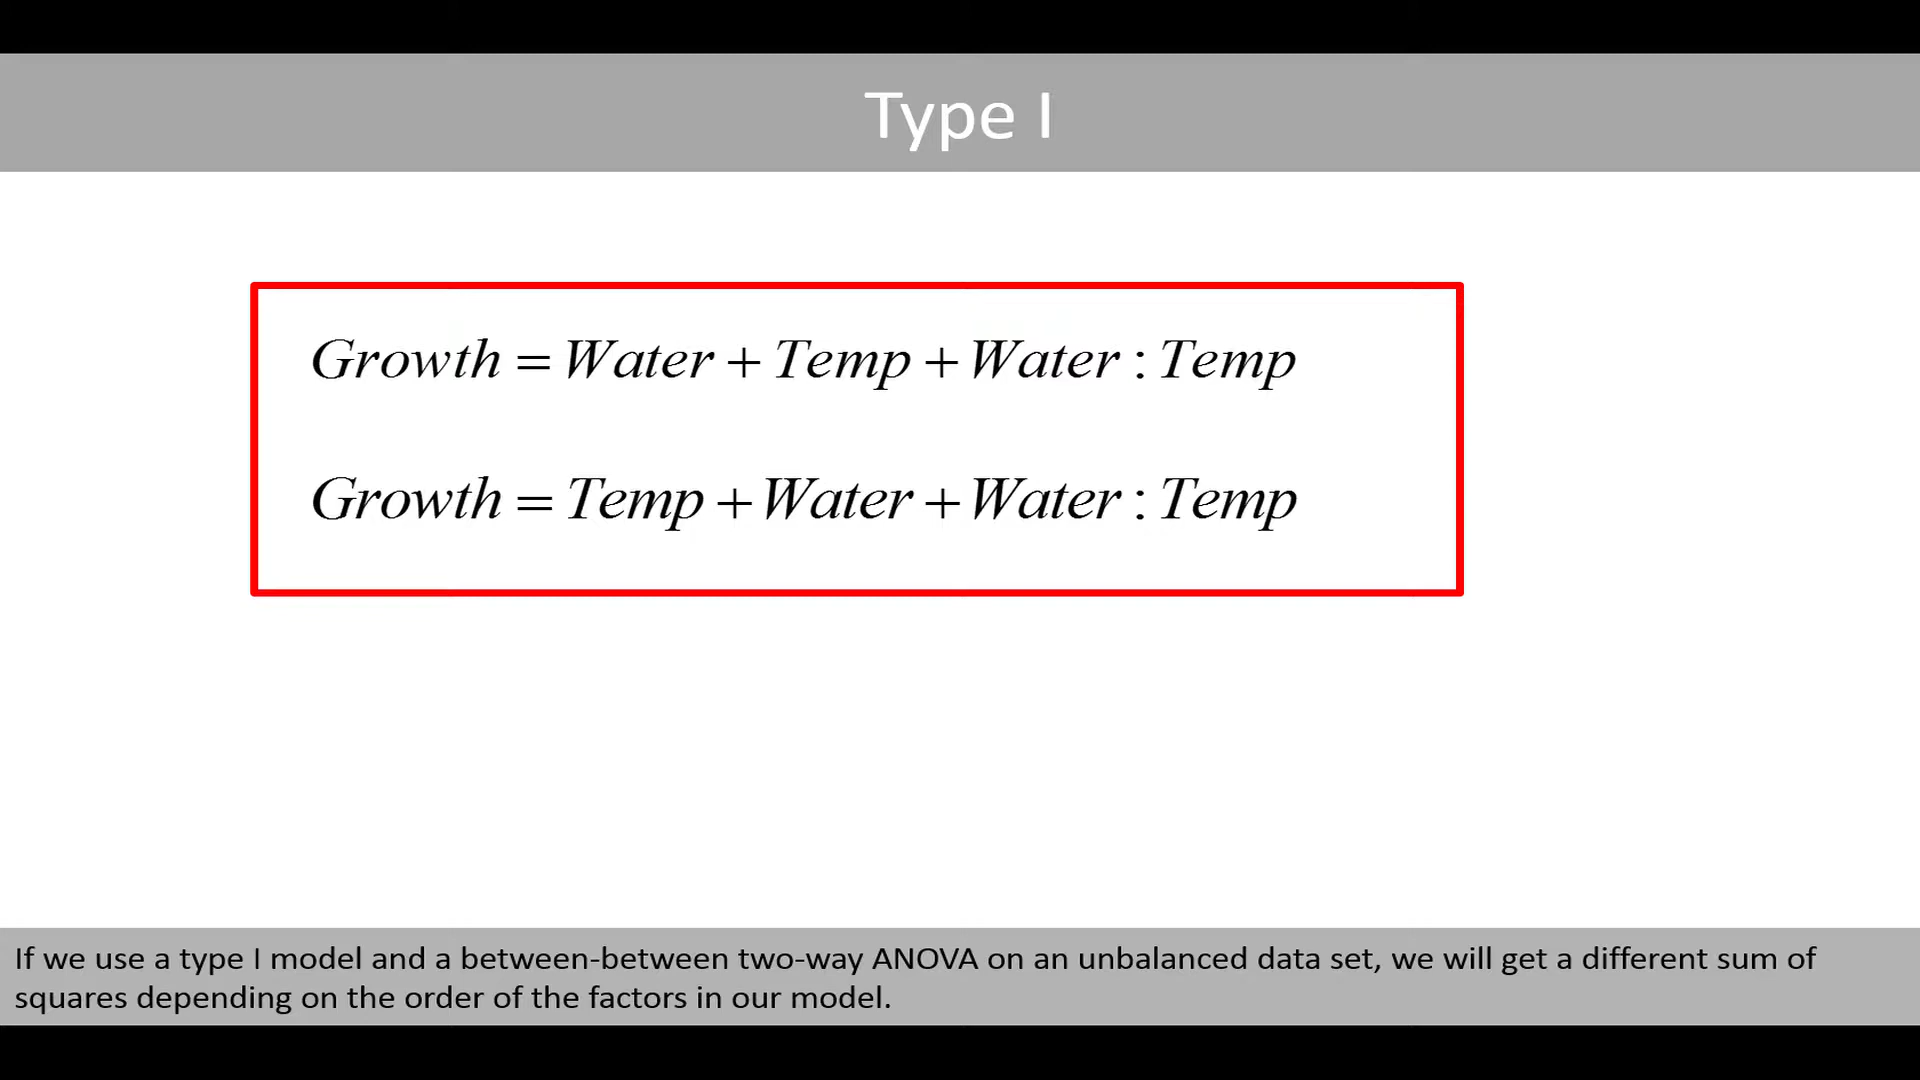 Type I
Growth = Water + Temp + Water : Temp
Growth = Temp + Water + Water : Temp
If we use a type I model and a between-between two-way ANOVA on an unbalanced data set, we will get a different sum of
squares depending on the order of the factors in our model.